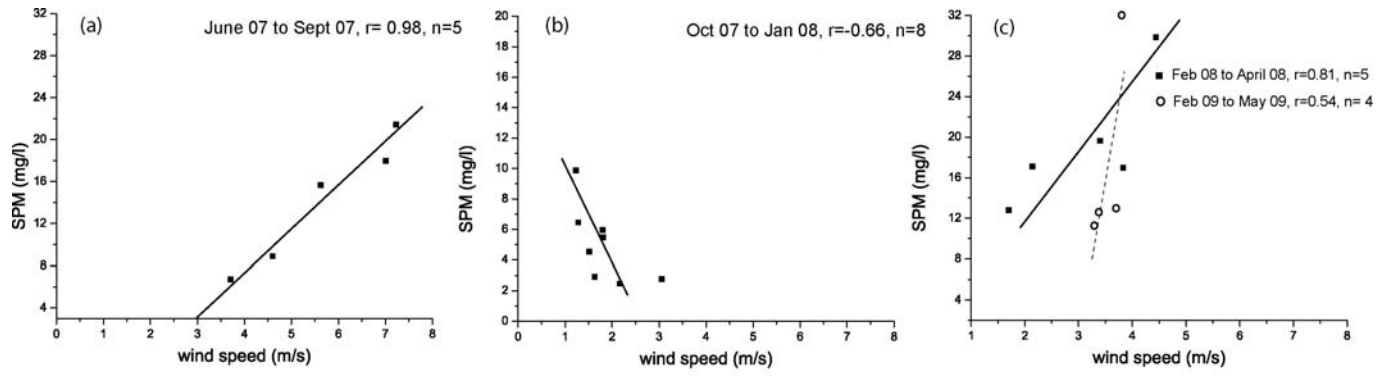 (a)
June 07 to Sept 07, r= 0.98, n=5
32
28
24
20
16
12
8
4
SPM (mg/l)
0 1 2 3 4 5 6 7 8
wind speed (m/s)
(b)
Oct 07 to Jan 08, r=-0.66, n=8
20
18
16
14
12
10
8
6
4
2
0
SPM (mg/l)
0 1 2 3 4 5 6 7 8
wind speed (m/s)
(c)
Feb 08 to April 08, r=0.81, n=5
Feb 09 to May 09, r=0.54, n= 4
32
28
24
20
16
12
8
4
SPM (mg/l)
1 2 3 4 5 6 7 8
wind speed (m/s)